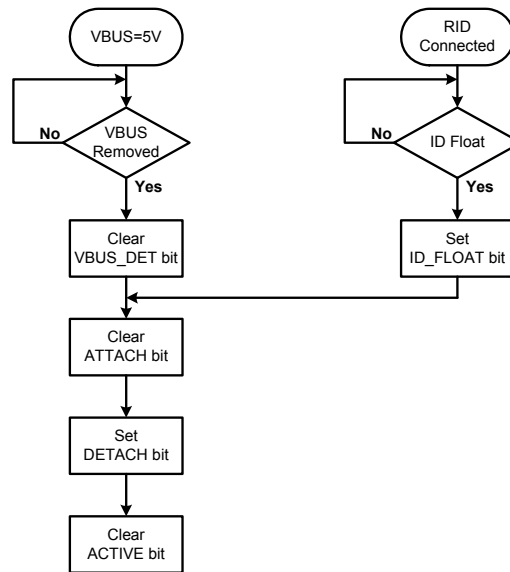 VBUS=5V
RID
Connected
No
VBUS
Removed
Yes
No
ID Float
Yes
Clear
VBUS_DET bit
Set
ID_FLOAT bit
Clear
ATTACH bit
Set
DETACH bit
Clear
ACTIVE bit